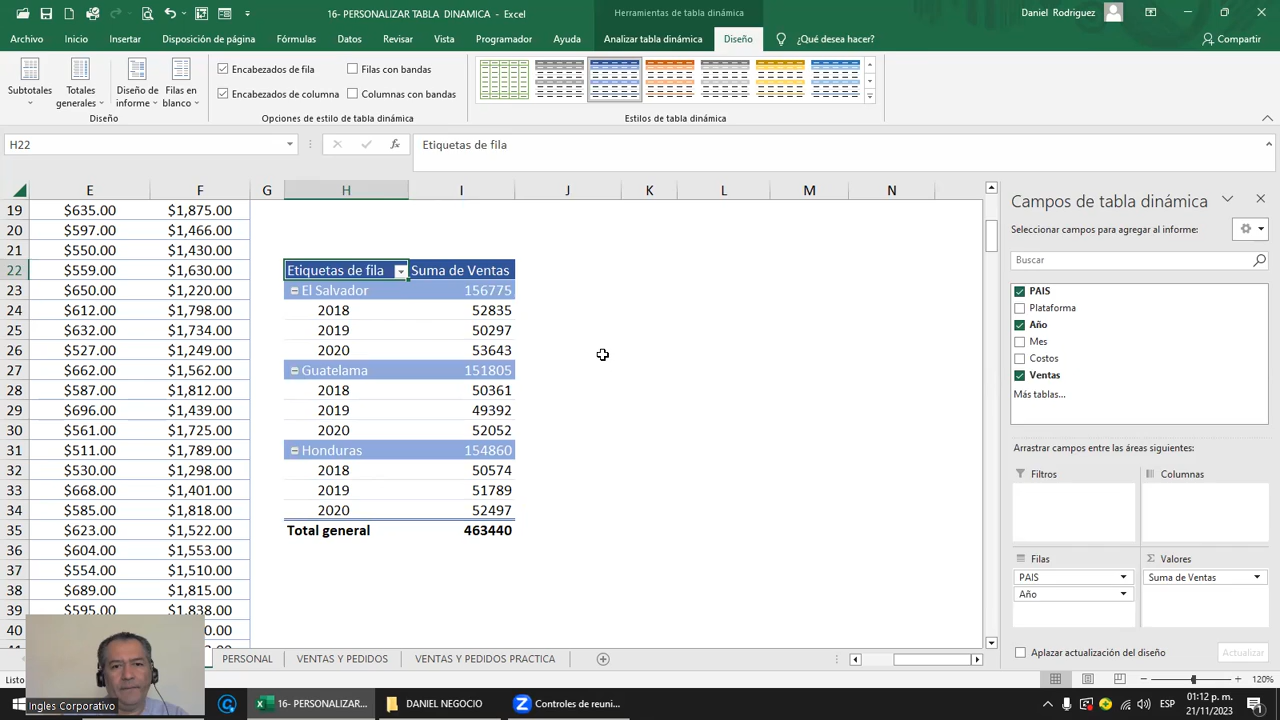 16- PERSONALIZAR TABLA DINAMICA - Excel
Herramientas de tabla dinámica
Daniel Rodriguez
Archivo Inicio Insertar Disposición de página Fórmulas Datos Revisar Vista Programador Ayuda Analizar tabla dinámica Diseño ¿Qué desea hacer? Compartir
Subtotales
Totales generales
Diseño de informe
Filas en blanco
Encabezados de fila
Filas con bandas
Encabezados de columna
Columnas con bandas
Diseño
Opciones de estilo de tabla dinámica
Estilos de tabla dinámica
H22
fx
Etiquetas de fila
E F G H I J K L M N
19 $635.00 $1,875.00
20 $597.00 $1,466.00
21 $550.00 $1,430.00
22 $559.00 $1,630.00 Etiquetas de fila Suma de Ventas
23 $650.00 $1,220.00 El Salvador 156775
24 $612.00 $1,798.00 2018 52835
25 $632.00 $1,734.00 2019 50297
26 $527.00 $1,249.00 2020 53643
27 $662.00 $1,562.00 Guatelama 151805
28 $587.00 $1,812.00 2018 50361
29 $696.00 $1,439.00 2019 49392
30 $561.00 $1,725.00 2020 52052
31 $511.00 $1,789.00 Honduras 154860
32 $530.00 $1,298.00 2018 50574
33 $668.00 $1,401.00 2019 51789
34 $585.00 $1,818.00 2020 52497
35 $623.00 $1,522.00 Total general 463440
36 $604.00 $1,553.00
37 $554.00 $1,510.00
38 $689.00 $1,815.00
39 $595.00 $1,838.00
40
Campos de tabla dinámica
Seleccionar campos para agregar al informe:
Buscar
PAIS
Plataforma
Año
Mes
Costos
Ventas
Más tablas...
Arrastrar campos entre las áreas siguientes:
Filtros
Columnas
Filas
Σ Valores
PAIS
Suma de Ventas
Año
Aplazar actualización del diseño
Actualizar
PERSONAL VENTAS Y PEDIDOS VENTAS Y PEDIDOS PRACTICA
Listo
120%
Ingles Corporativo
16- PERSONALIZAR...
DANIEL NEGOCIO
Controles de reuni...
ESP
01:12 p. m.
21/11/2023